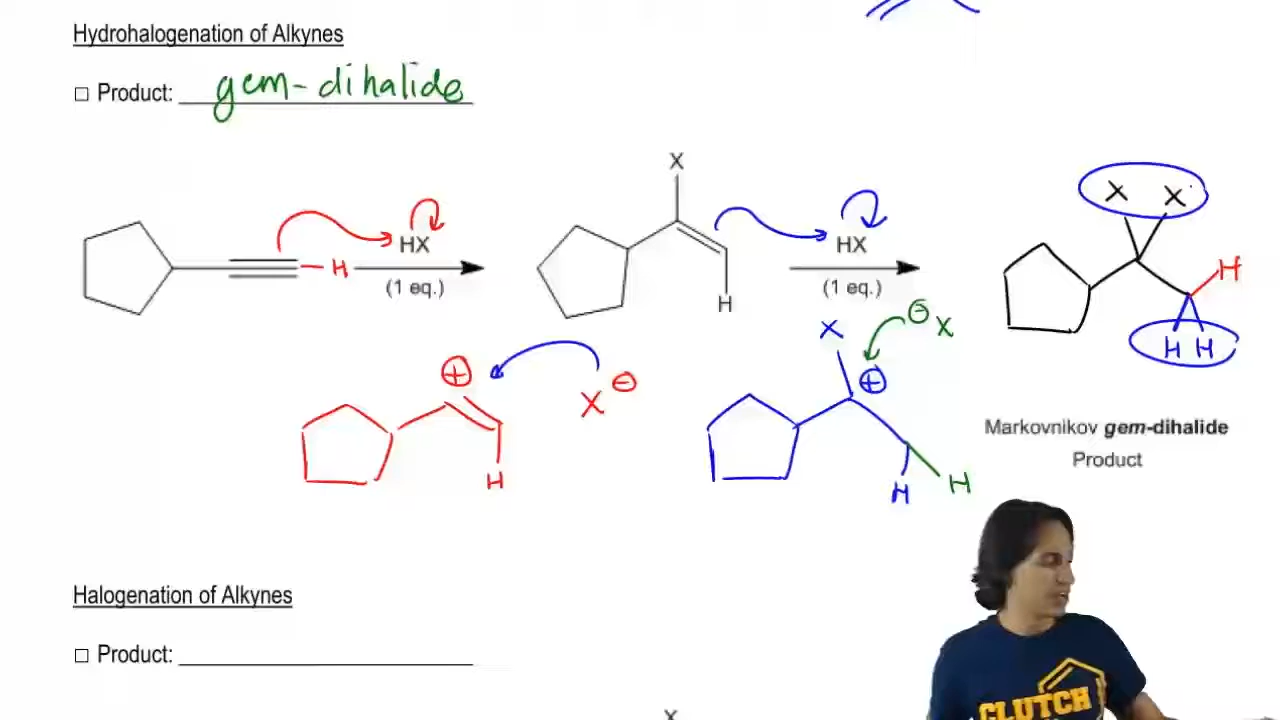 Hydrohalogenation of Alkynes
□ Product: gem-dihalide
X
HX
(1 eq.)
H
H
HX
(1 eq.)
X X
H
H H
⊕
X ⊖
H
X
⊖ X
⊕
H
H
Markovnikov gem-dihalide
Product
Halogenation of Alkynes
□ Product:
X
CLUTCH